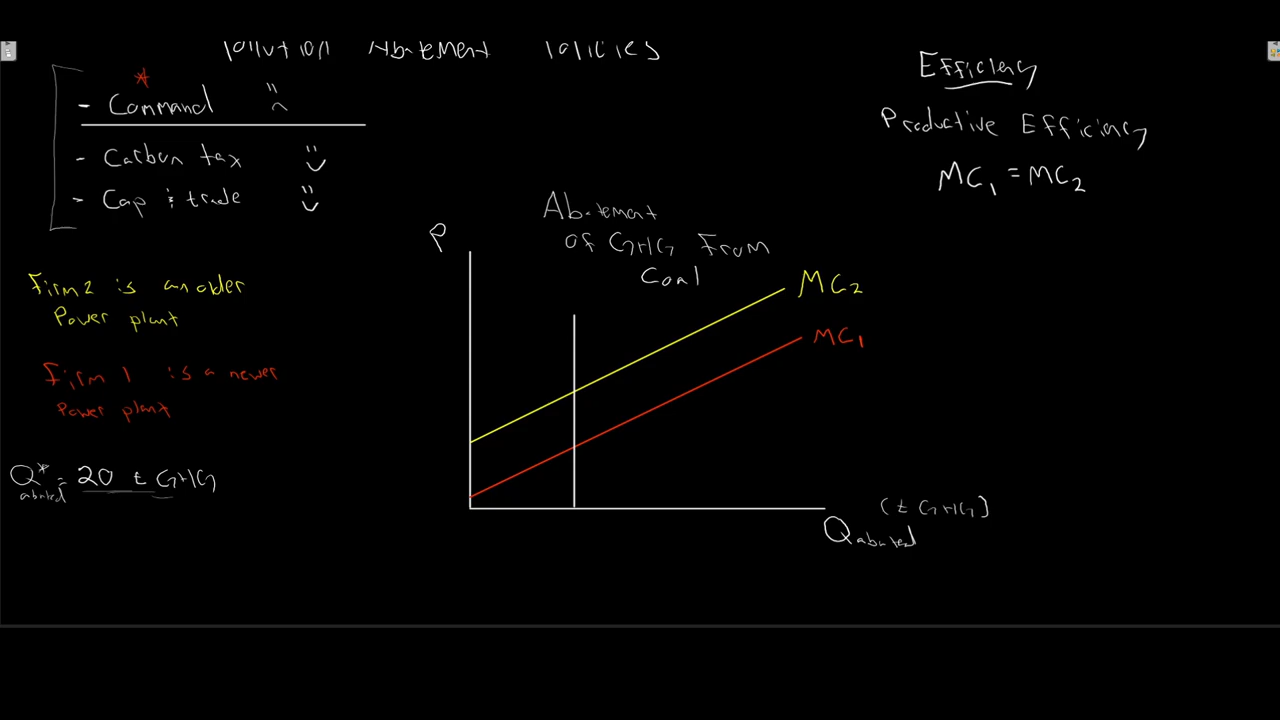 Pollution Abatement Policies
- Command
- Carbon tax
- Cap & trade
Efficiency
Productive Efficiency
MC1 = MC2
Firm 2 is an older
Power plant
Firm 1 is a newer
Power plant
Q* abated = 20 t GHG
P
Abatement
of GHG From
Coal
MC2
MC1
(t GHG)
Q abated